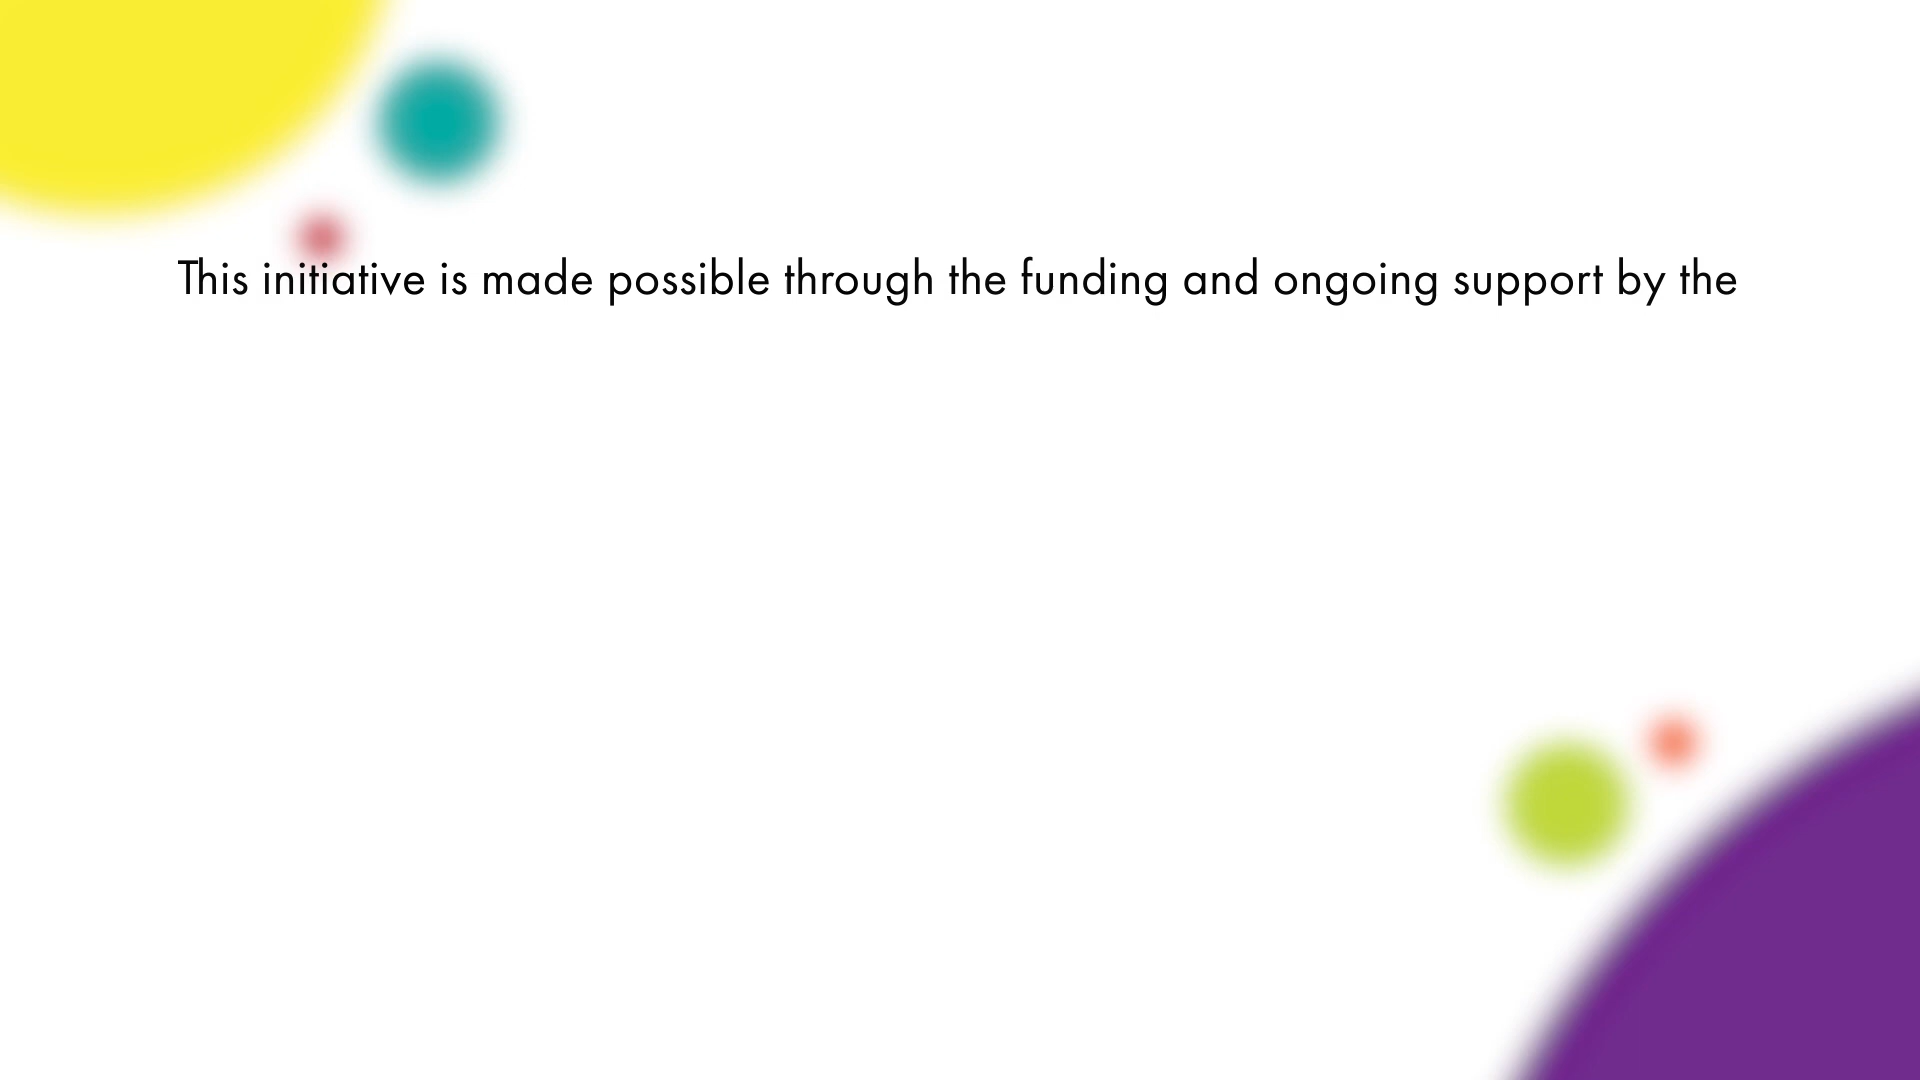 This initiative is made possible through the funding and ongoing support by the